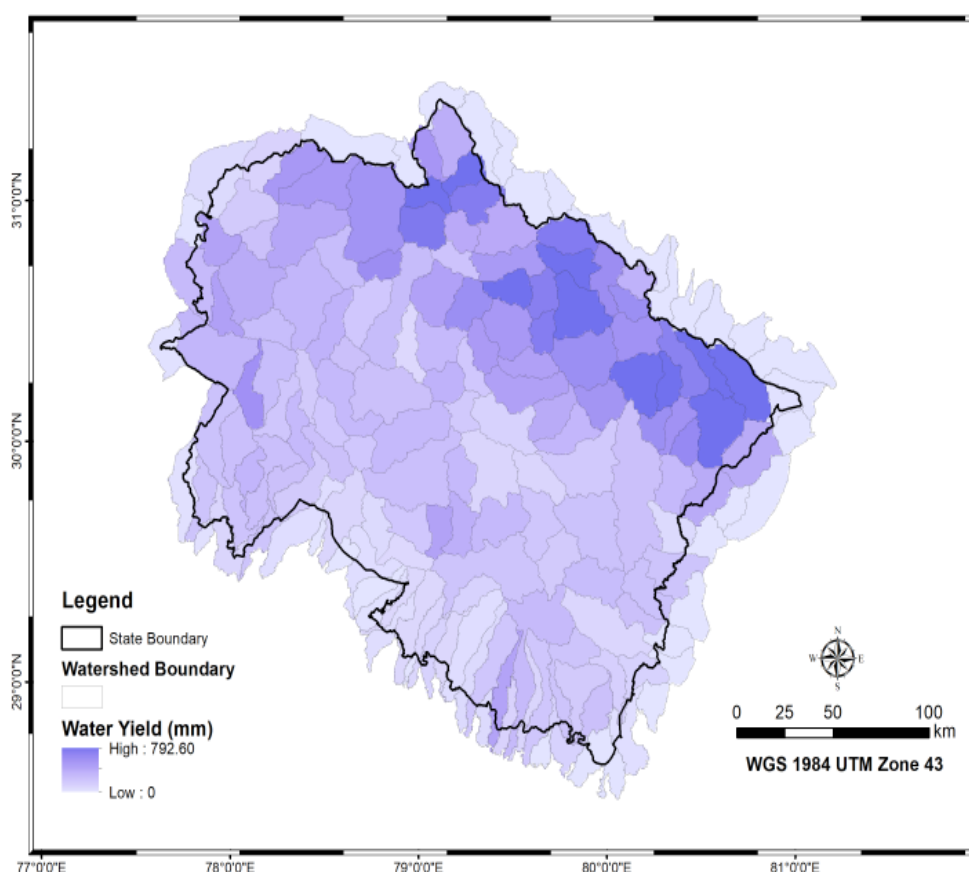 31°0'0"N
30°0'0"N
29°0'0"N
Legend
State Boundary
Watershed Boundary
Water Yield (mm)
High : 792.60
Low : 0
N
W E
S
0 25 50 100
km
WGS 1984 UTM Zone 43
77°0'0"E 78°0'0"E 79°0'0"E 80°0'0"E 81°0'0"E